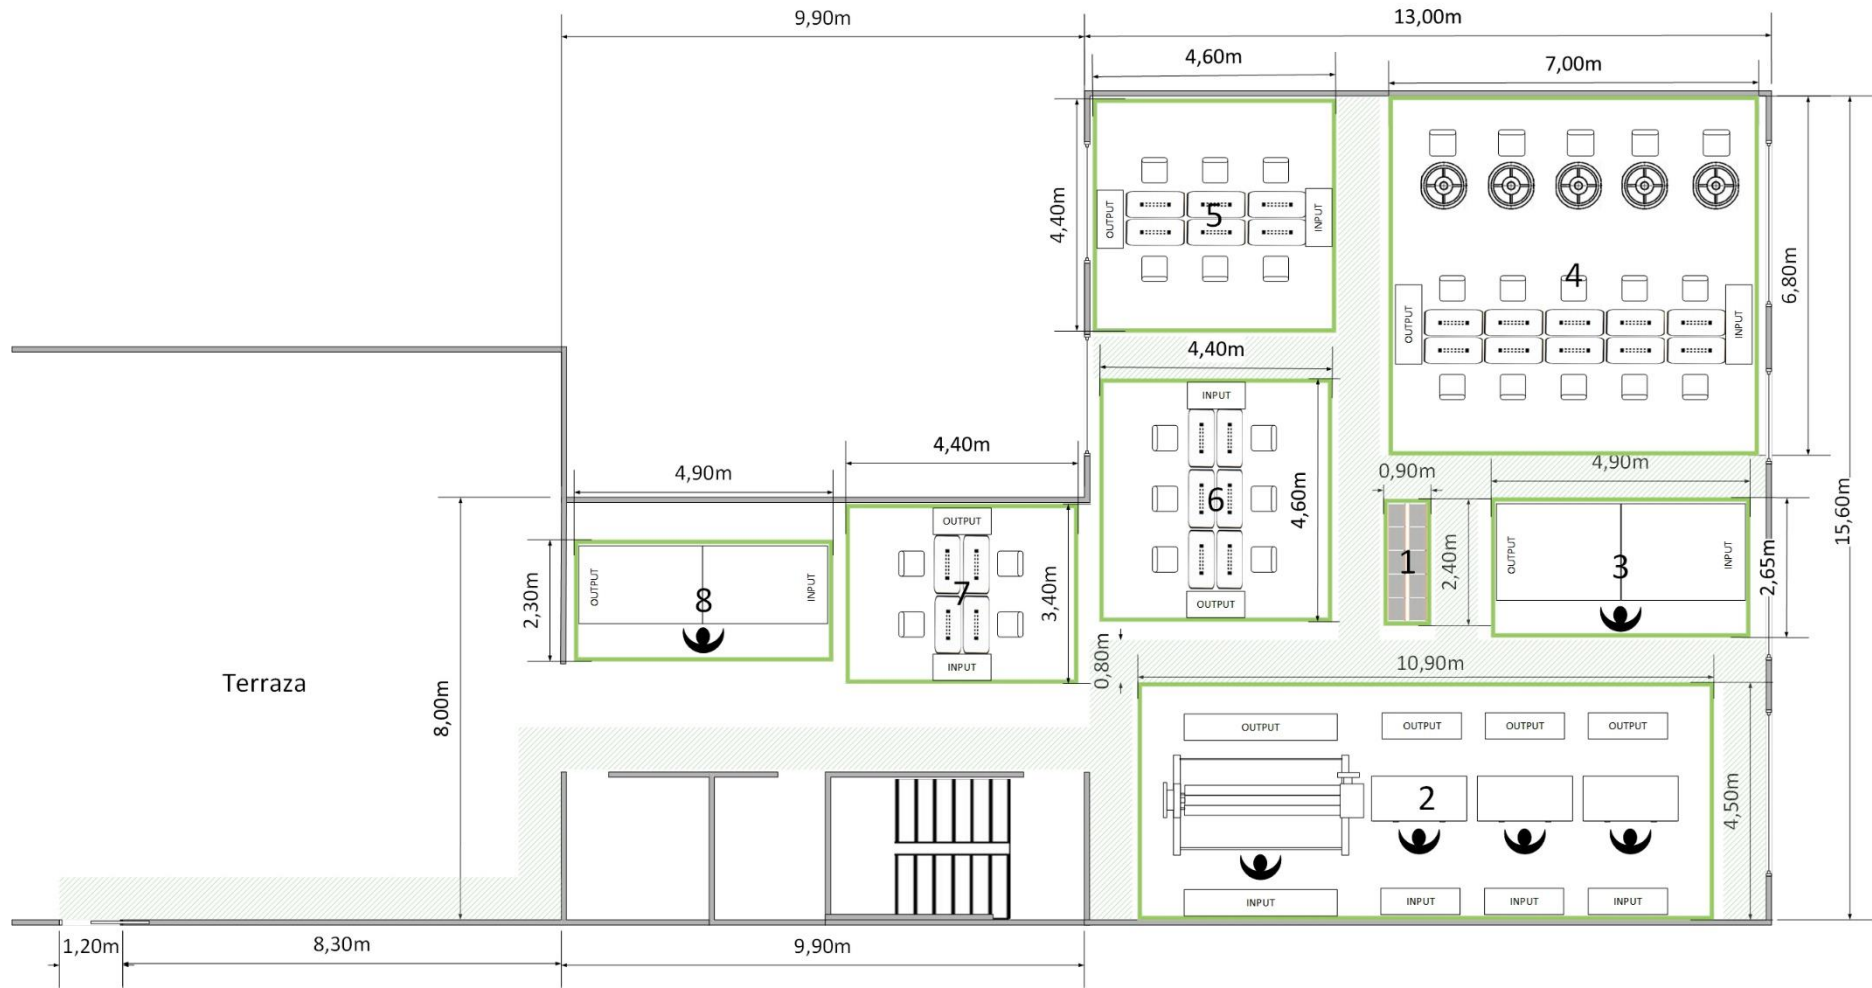 9,90m
13,00m
4,60m
7,00m
4,40m
OUTPUT
5
INPUT
4
OUTPUT
INPUT
6,80m
15,60m
4,40m
INPUT
6
OUTPUT
4,60m
0,90m
4,90m
1
2,40m
OUTPUT
3
INPUT
2,65m
4,90m
4,40m
2,30m
OUTPUT
8
INPUT
OUTPUT
7
INPUT
3,40m
0,80m
10,90m
Terraza
8,00m
OUTPUT
OUTPUT
OUTPUT
OUTPUT
2
4,50m
INPUT
INPUT
INPUT
INPUT
1,20m
8,30m
9,90m